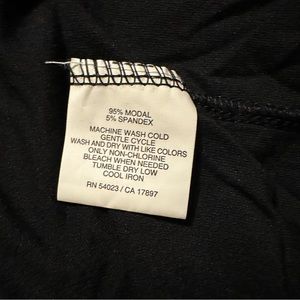 95% MODAL
5% SPANDEX
MACHINE WASH COLD
GENTLE CYCLE
WASH AND DRY WITH LIKE COLORS
ONLY NON-CHLORINE
BLEACH WHEN NEEDED
TUMBLE DRY LOW
COOL IRON
RN 54023 / CA 17897